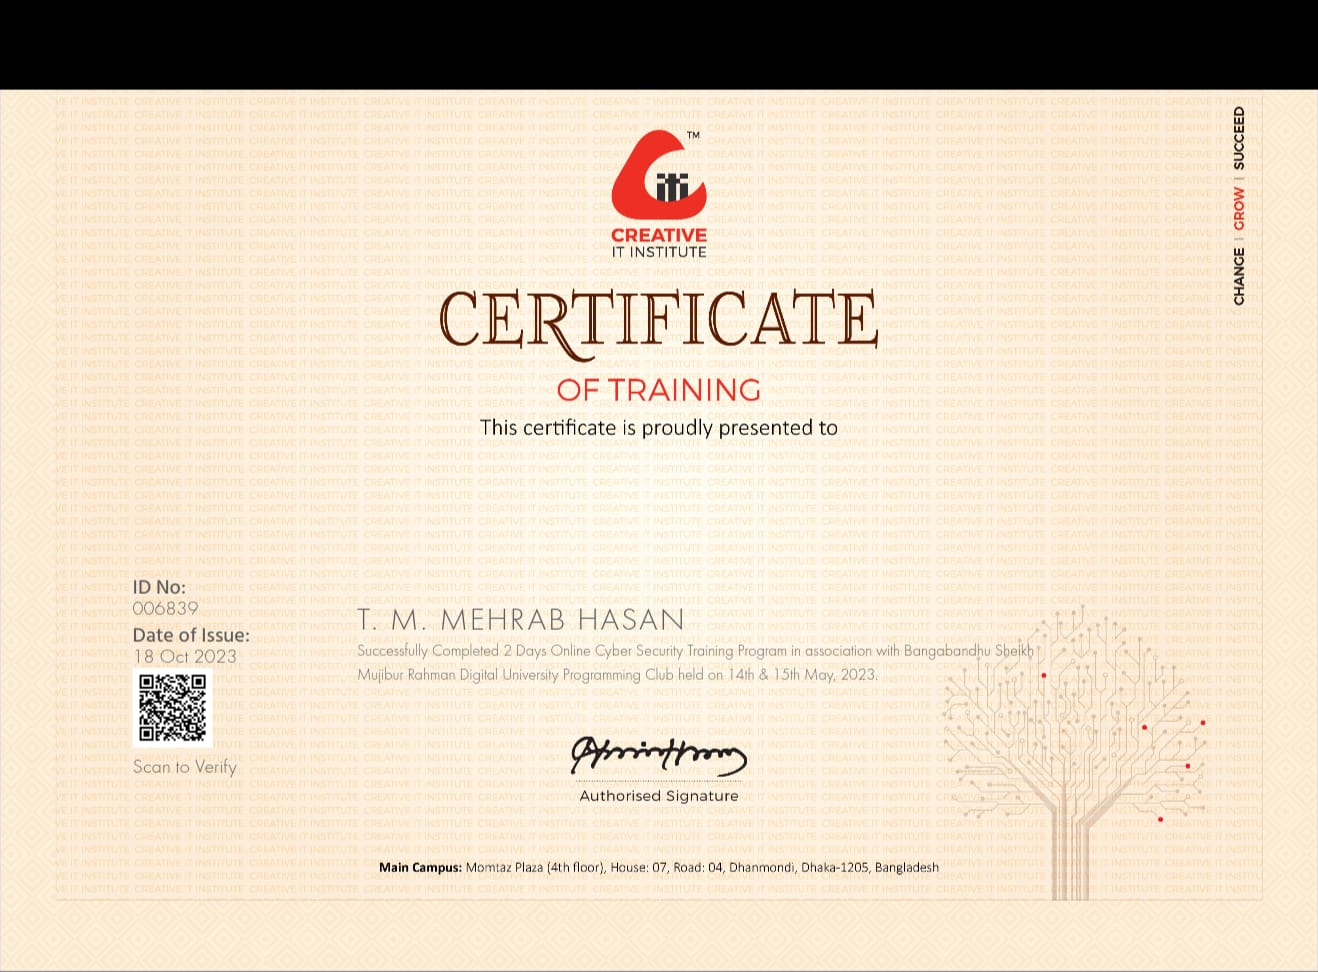 CHANGE | GROW | SUCCEED
TM
iti
CREATIVE
IT INSTITUTE
CERTIFICATE
OF TRAINING
This certificate is proudly presented to
ID No:
006839
Date of Issue:
18 Oct 2023
Scan to Verify
T. M. MEHRAB HASAN
Successfully Completed 2 Days Online Cyber Security Training Program in association with Bangabandhu Sheikh
Mujibur Rahman Digital University Programming Club held on 14th & 15th May, 2023.
Authorised Signature
Main Campus: Momtaz Plaza (4th floor), House: 07, Road: 04, Dhanmondi, Dhaka-1205, Bangladesh